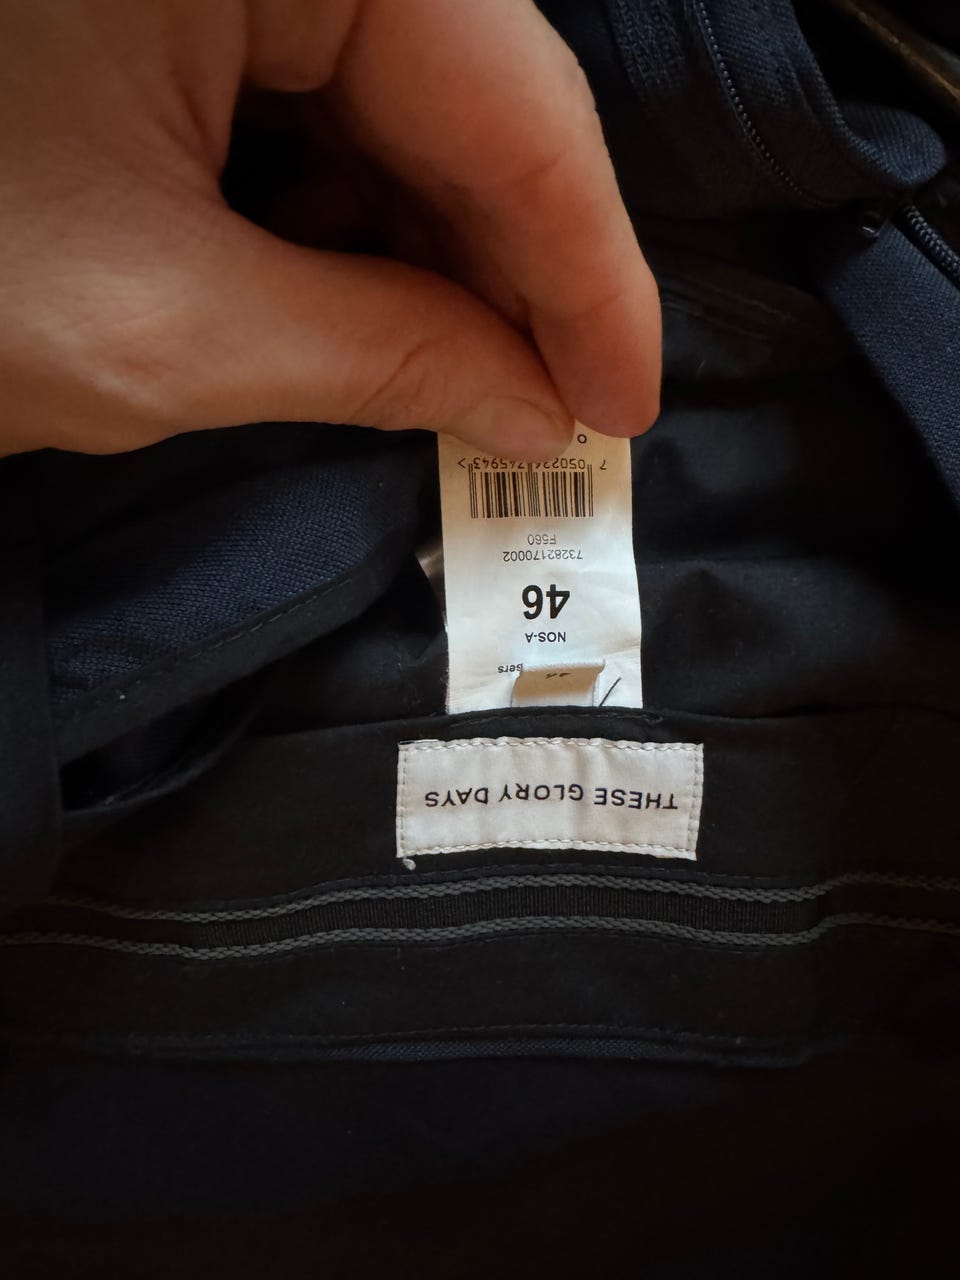 THESE GLORY DAYS
NOS-A
46
73282170002
F560